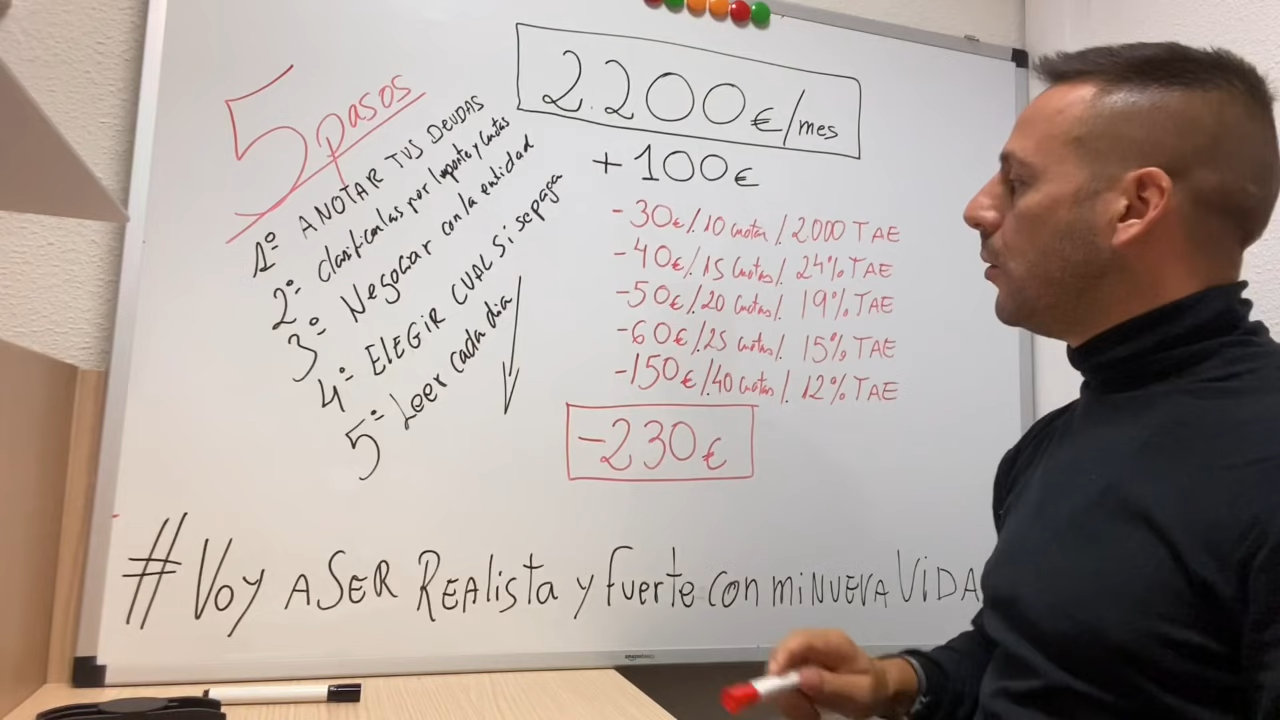 5 pasos
1º ANOTAR TUS DEUDAS
2º clasificarlas por Importe y cuotas
3º Negociar con la entidad
4º ELEGIR CUAL SI se paga
5º Leer cada dia
2.200€/mes
+100€
-30€/10 cuotas/2000 TAE
-40€/15 cuotas/24% TAE
-50€/20 cuotas/19% TAE
-60€/25 cuotas/15% TAE
-150€/40 cuotas/12% TAE
-230€
#Voy A SER REAlista y fuerte con mi NUEVA VIDA